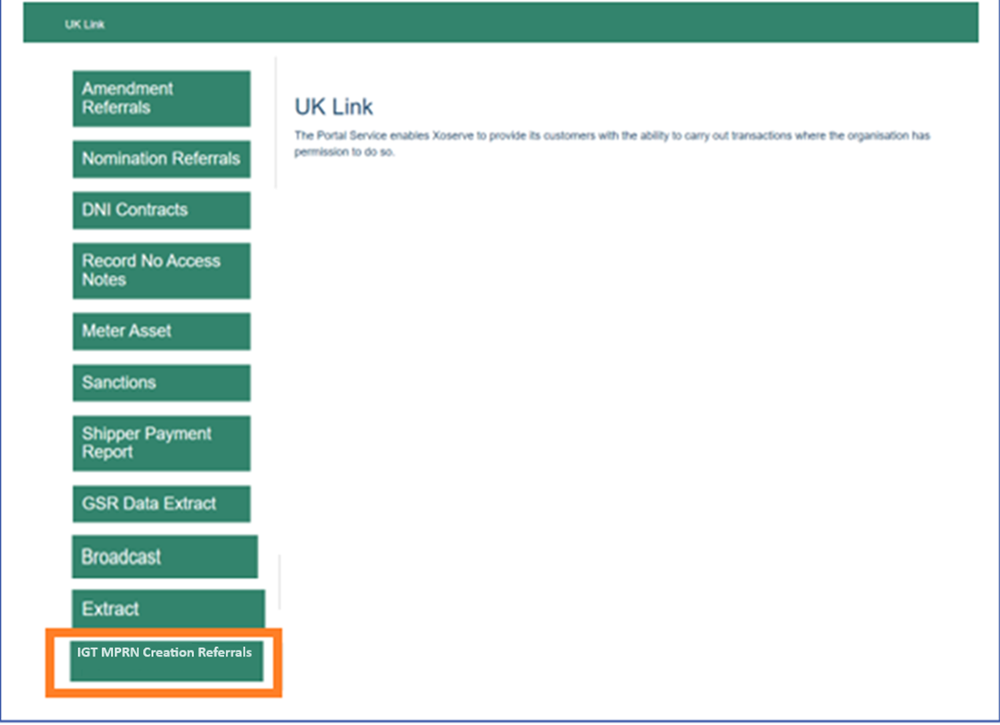 UK Link
Amendment
Referrals
Nomination Referrals
DNI Contracts
Record No Access
Notes
Meter Asset
Sanctions
Shipper Payment
Report
GSR Data Extract
Broadcast
Extract
IGT MPRN Creation Referrals
UK Link
The Portal Service enables Xoserve to provide its customers with the ability to carry out transactions where the organisation has
permission to do so.